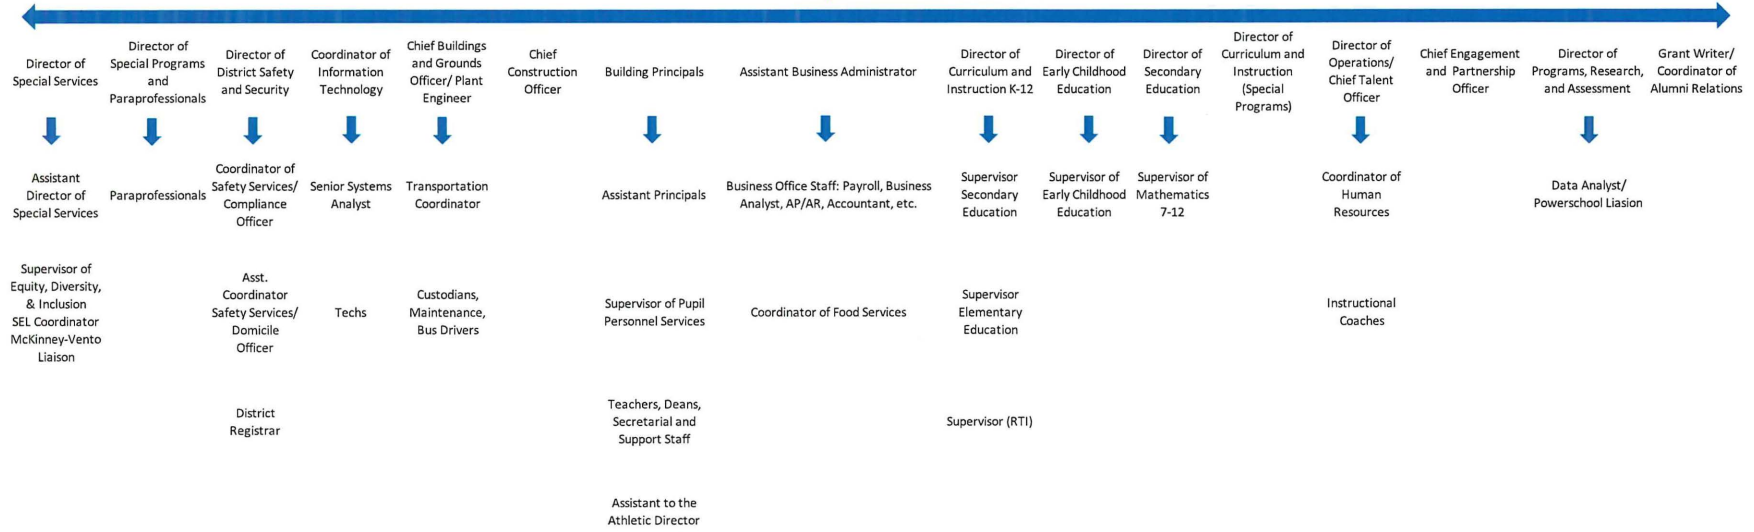 Director of
Special Services
Director of
Special Programs
and
Paraprofessionals
Director of
District Safety
and Security
Coordinator of
Information
Technology
Chief Buildings
and Grounds
Officer/ Plant
Engineer
Chief
Construction
Officer
Building Principals
Assistant Business Administrator
Director of
Curriculum and
Instruction K-12
Director of
Early Childhood
Education
Director of
Secondary
Education
Director of
Curriculum and
Instruction
(Special
Programs)
Director of
Operations/
Chief Talent
Officer
Chief Engagement
and Partnership
Officer
Director of
Programs, Research,
and Assessment
Grant Writer/
Coordinator of
Alumni Relations
Assistant
Director of
Special Services
Paraprofessionals
Coordinator of
Safety Services/
Compliance
Officer
Senior Systems
Analyst
Transportation
Coordinator
Assistant Principals
Business Office Staff: Payroll, Business
Analyst, AP/AR, Accountant, etc.
Supervisor
Secondary
Education
Supervisor of
Early Childhood
Education
Supervisor of
Mathematics
7-12
Coordinator of
Human
Resources
Data Analyst/
Powerschool Liasion
Supervisor of
Equity, Diversity,
& Inclusion
SEL Coordinator
McKinney-Vento
Liaison
Asst.
Coordinator
Safety Services/
Domicile
Officer
Techs
Custodians,
Maintenance,
Bus Drivers
Supervisor of Pupil
Personnel Services
Coordinator of Food Services
Supervisor
Elementary
Education
Instructional
Coaches
District
Registrar
Teachers, Deans,
Secretarial and
Support Staff
Supervisor (RTI)
Assistant to the
Athletic Director